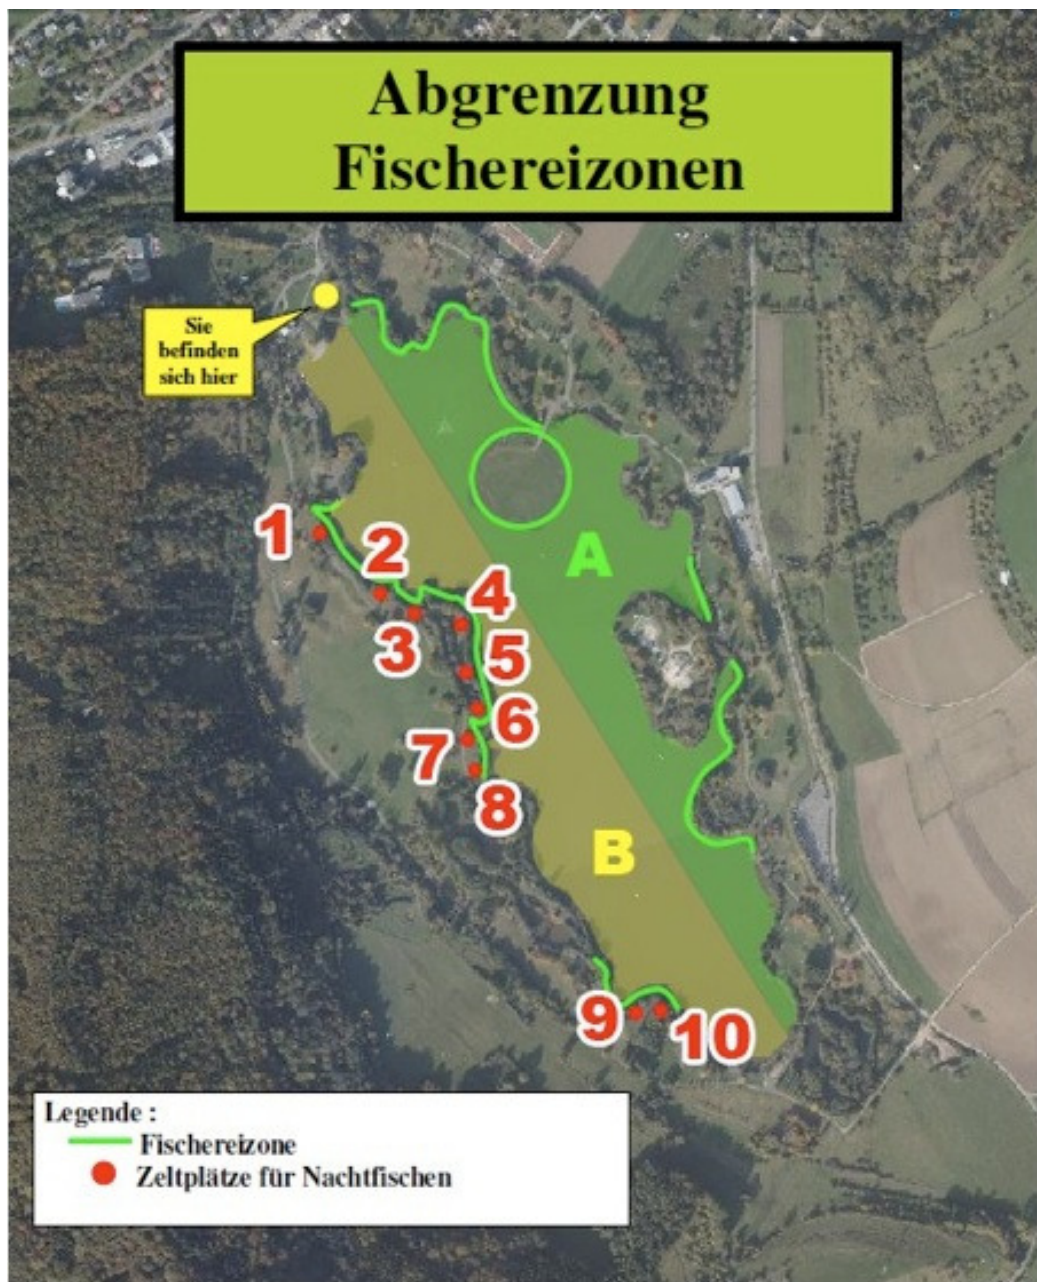 Abgrenzung
Fischereizonen
Sie
befinden
sich hier
1
2
3
4
5
6
7
8
A
B
9
10
Legende :
Fischereizone
Zeltplätze für Nachtfischen